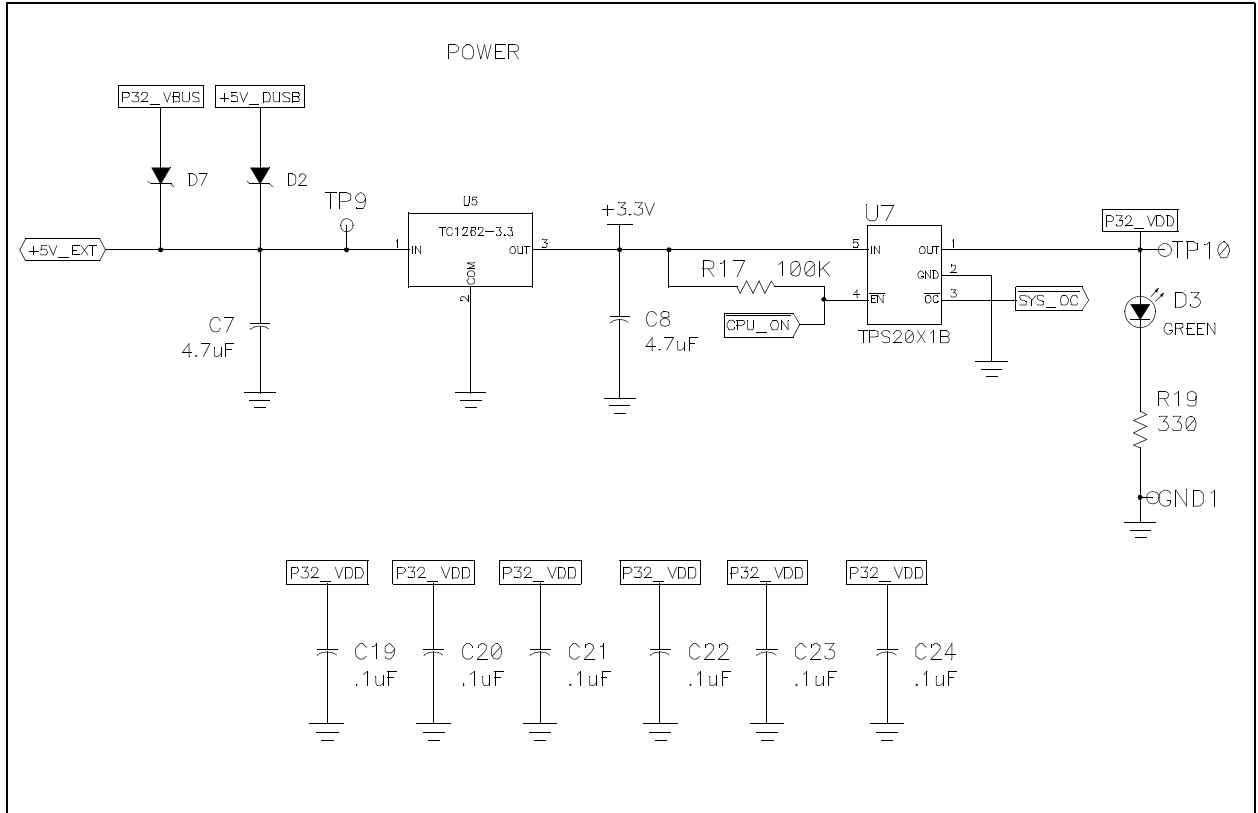 POWER
P32_VBUS
+5V_DUSB
D7
D2
TP9
U5
TC1262-3.3
+5V_EXT
1
IN
OUT
3
COM
2
+3.3V
C7
4.7uF
C8
4.7uF
R17
100K
CPU_ON
U7
5
IN
OUT
1
GND
2
4
EN
OC
3
TPS20X1B
SYS_OC
P32_VDD
TP10
D3
GREEN
R19
330
GND1
P32_VDD
P32_VDD
P32_VDD
P32_VDD
P32_VDD
P32_VDD
C19
.1uF
C20
.1uF
C21
.1uF
C22
.1uF
C23
.1uF
C24
.1uF